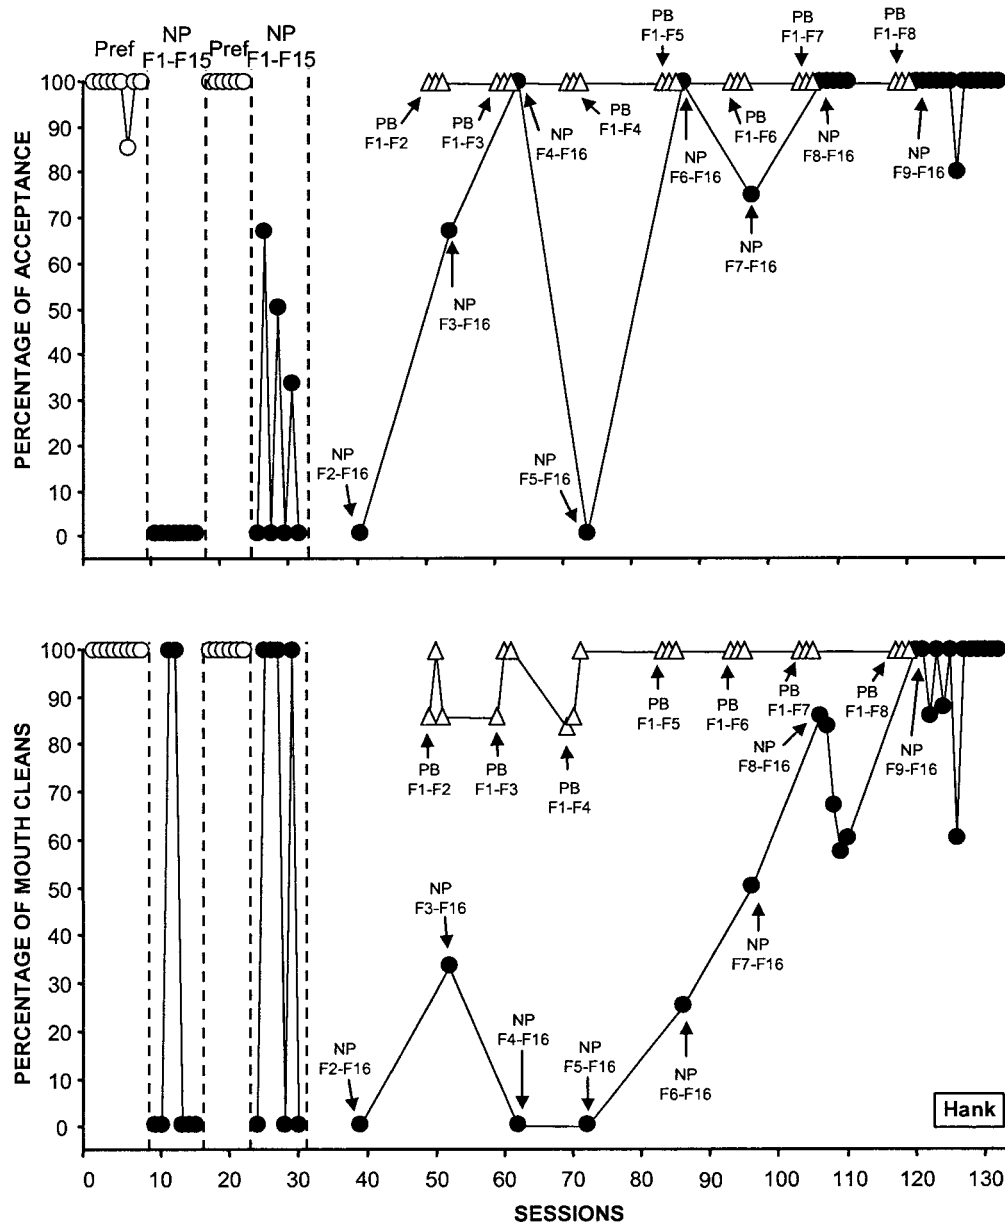 Pref
NP
F1-F15
Pref
NP
F1-F15
PB
F1-F5
PB
F1-F7
PB
F1-F8
100
90
80
70
60
50
40
30
20
10
0
PERCENTAGE OF ACCEPTANCE
PB
F1-F2
PB
F1-F3
NP
F4-F16
PB
F1-F4
NP
F6-F16
PB
F1-F6
NP
F8-F16
NP
F9-F16
NP
F7-F16
NP
F3-F16
NP
F2-F16
NP
F5-F16
100
90
80
70
60
50
40
30
20
10
0
PERCENTAGE OF MOUTH CLEANS
PB
F1-F2
PB
F1-F3
PB
F1-F4
PB
F1-F5
PB
F1-F6
PB
F1-F7
PB
F1-F8
NP
F8-F16
NP
F9-F16
NP
F3-F16
NP
F7-F16
NP
F2-F16
NP
F4-F16
NP
F5-F16
NP
F6-F16
Hank
0 10 20 30 40 50 60 70 80 90 100 110 120 130
SESSIONS